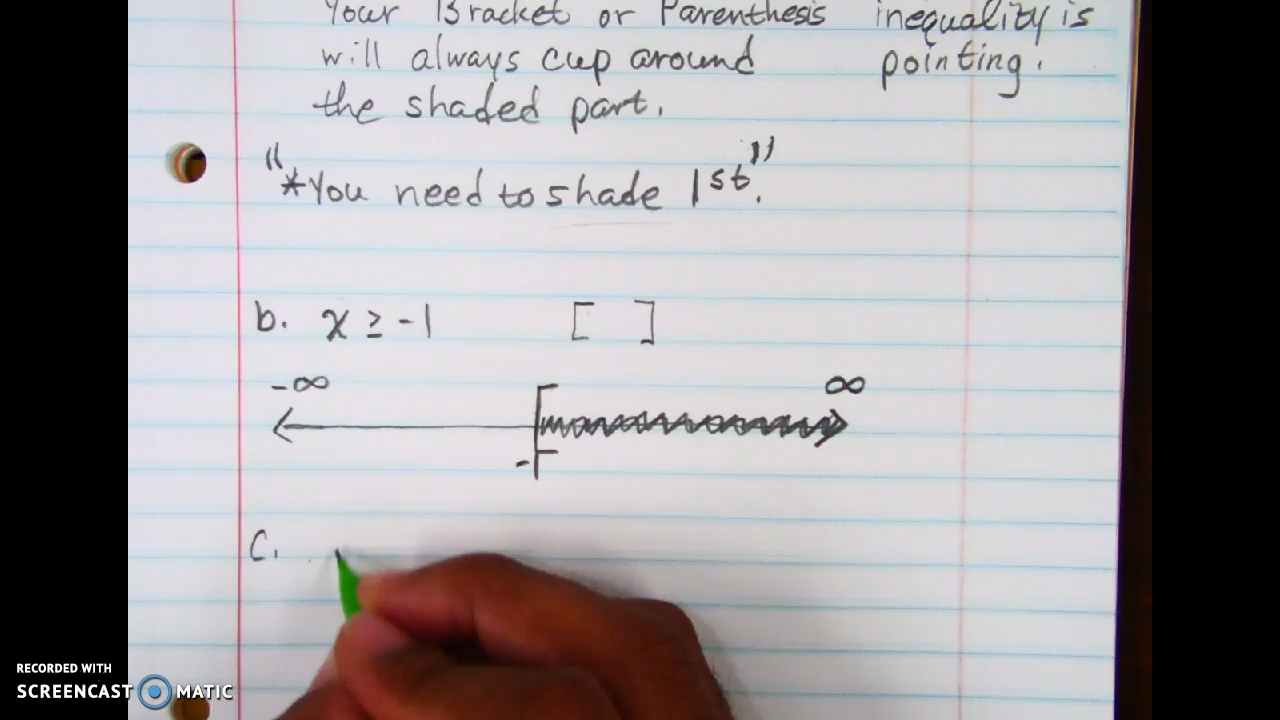 Your Bracket or Parenthesis inequality is
will always cup around pointing.
the shaded part.
"*You need to shade 1st".
b. x ≥ -1 [ ]
-∞ ∞
-1
c.
RECORDED WITH
SCREENCAST MATIC